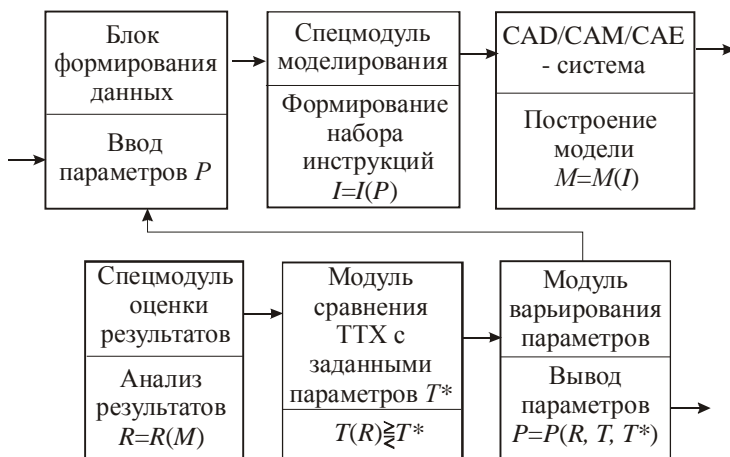 Блок
формирования
данных
Ввод
параметров P
Спецмодуль
моделирования
Формирование
набора
инструкций
I=I(P)
CAD/CAM/CAE
- система
Построение
модели
M=M(I)
Спецмодуль
оценки
результатов
Анализ
результатов
R=R(M)
Модуль
сравнения
ТТХ с
заданными
параметров T*
T(R)⪌T*
Модуль
варьирования
параметров
Вывод
параметров
P=P(R, T, T*)